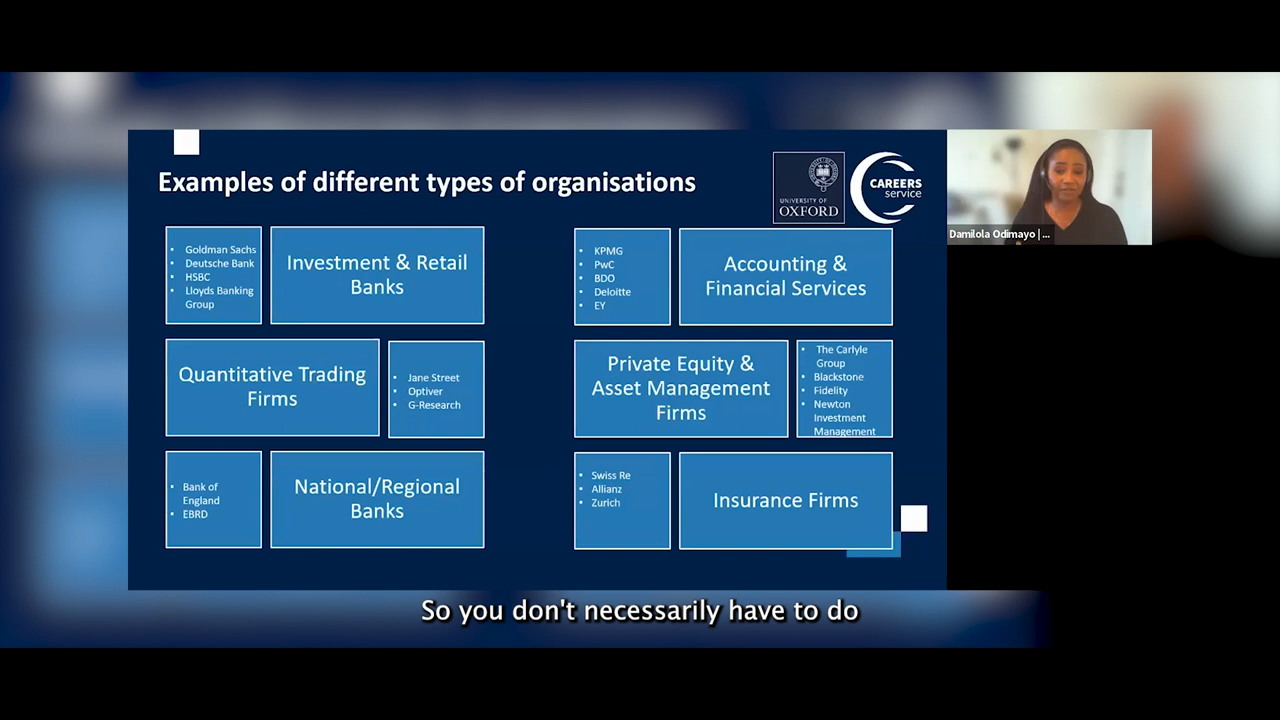 Examples of different types of organisations
UNIVERSITY OF
OXFORD
CAREERS
service
Damilola Odimayo | ...
• Goldman Sachs
• Deutsche Bank
• HSBC
• Lloyds Banking
Group
Investment & Retail
Banks
• KPMG
• PwC
• BDO
• Deloitte
• EY
Accounting &
Financial Services
Quantitative Trading
Firms
• Jane Street
• Optiver
• G-Research
Private Equity &
Asset Management
Firms
• The Carlyle
Group
• Blackstone
• Fidelity
• Newton
Investment
Management
• Bank of
England
• EBRD
National/Regional
Banks
• Swiss Re
• Allianz
• Zurich
Insurance Firms
So you don't necessarily have to do